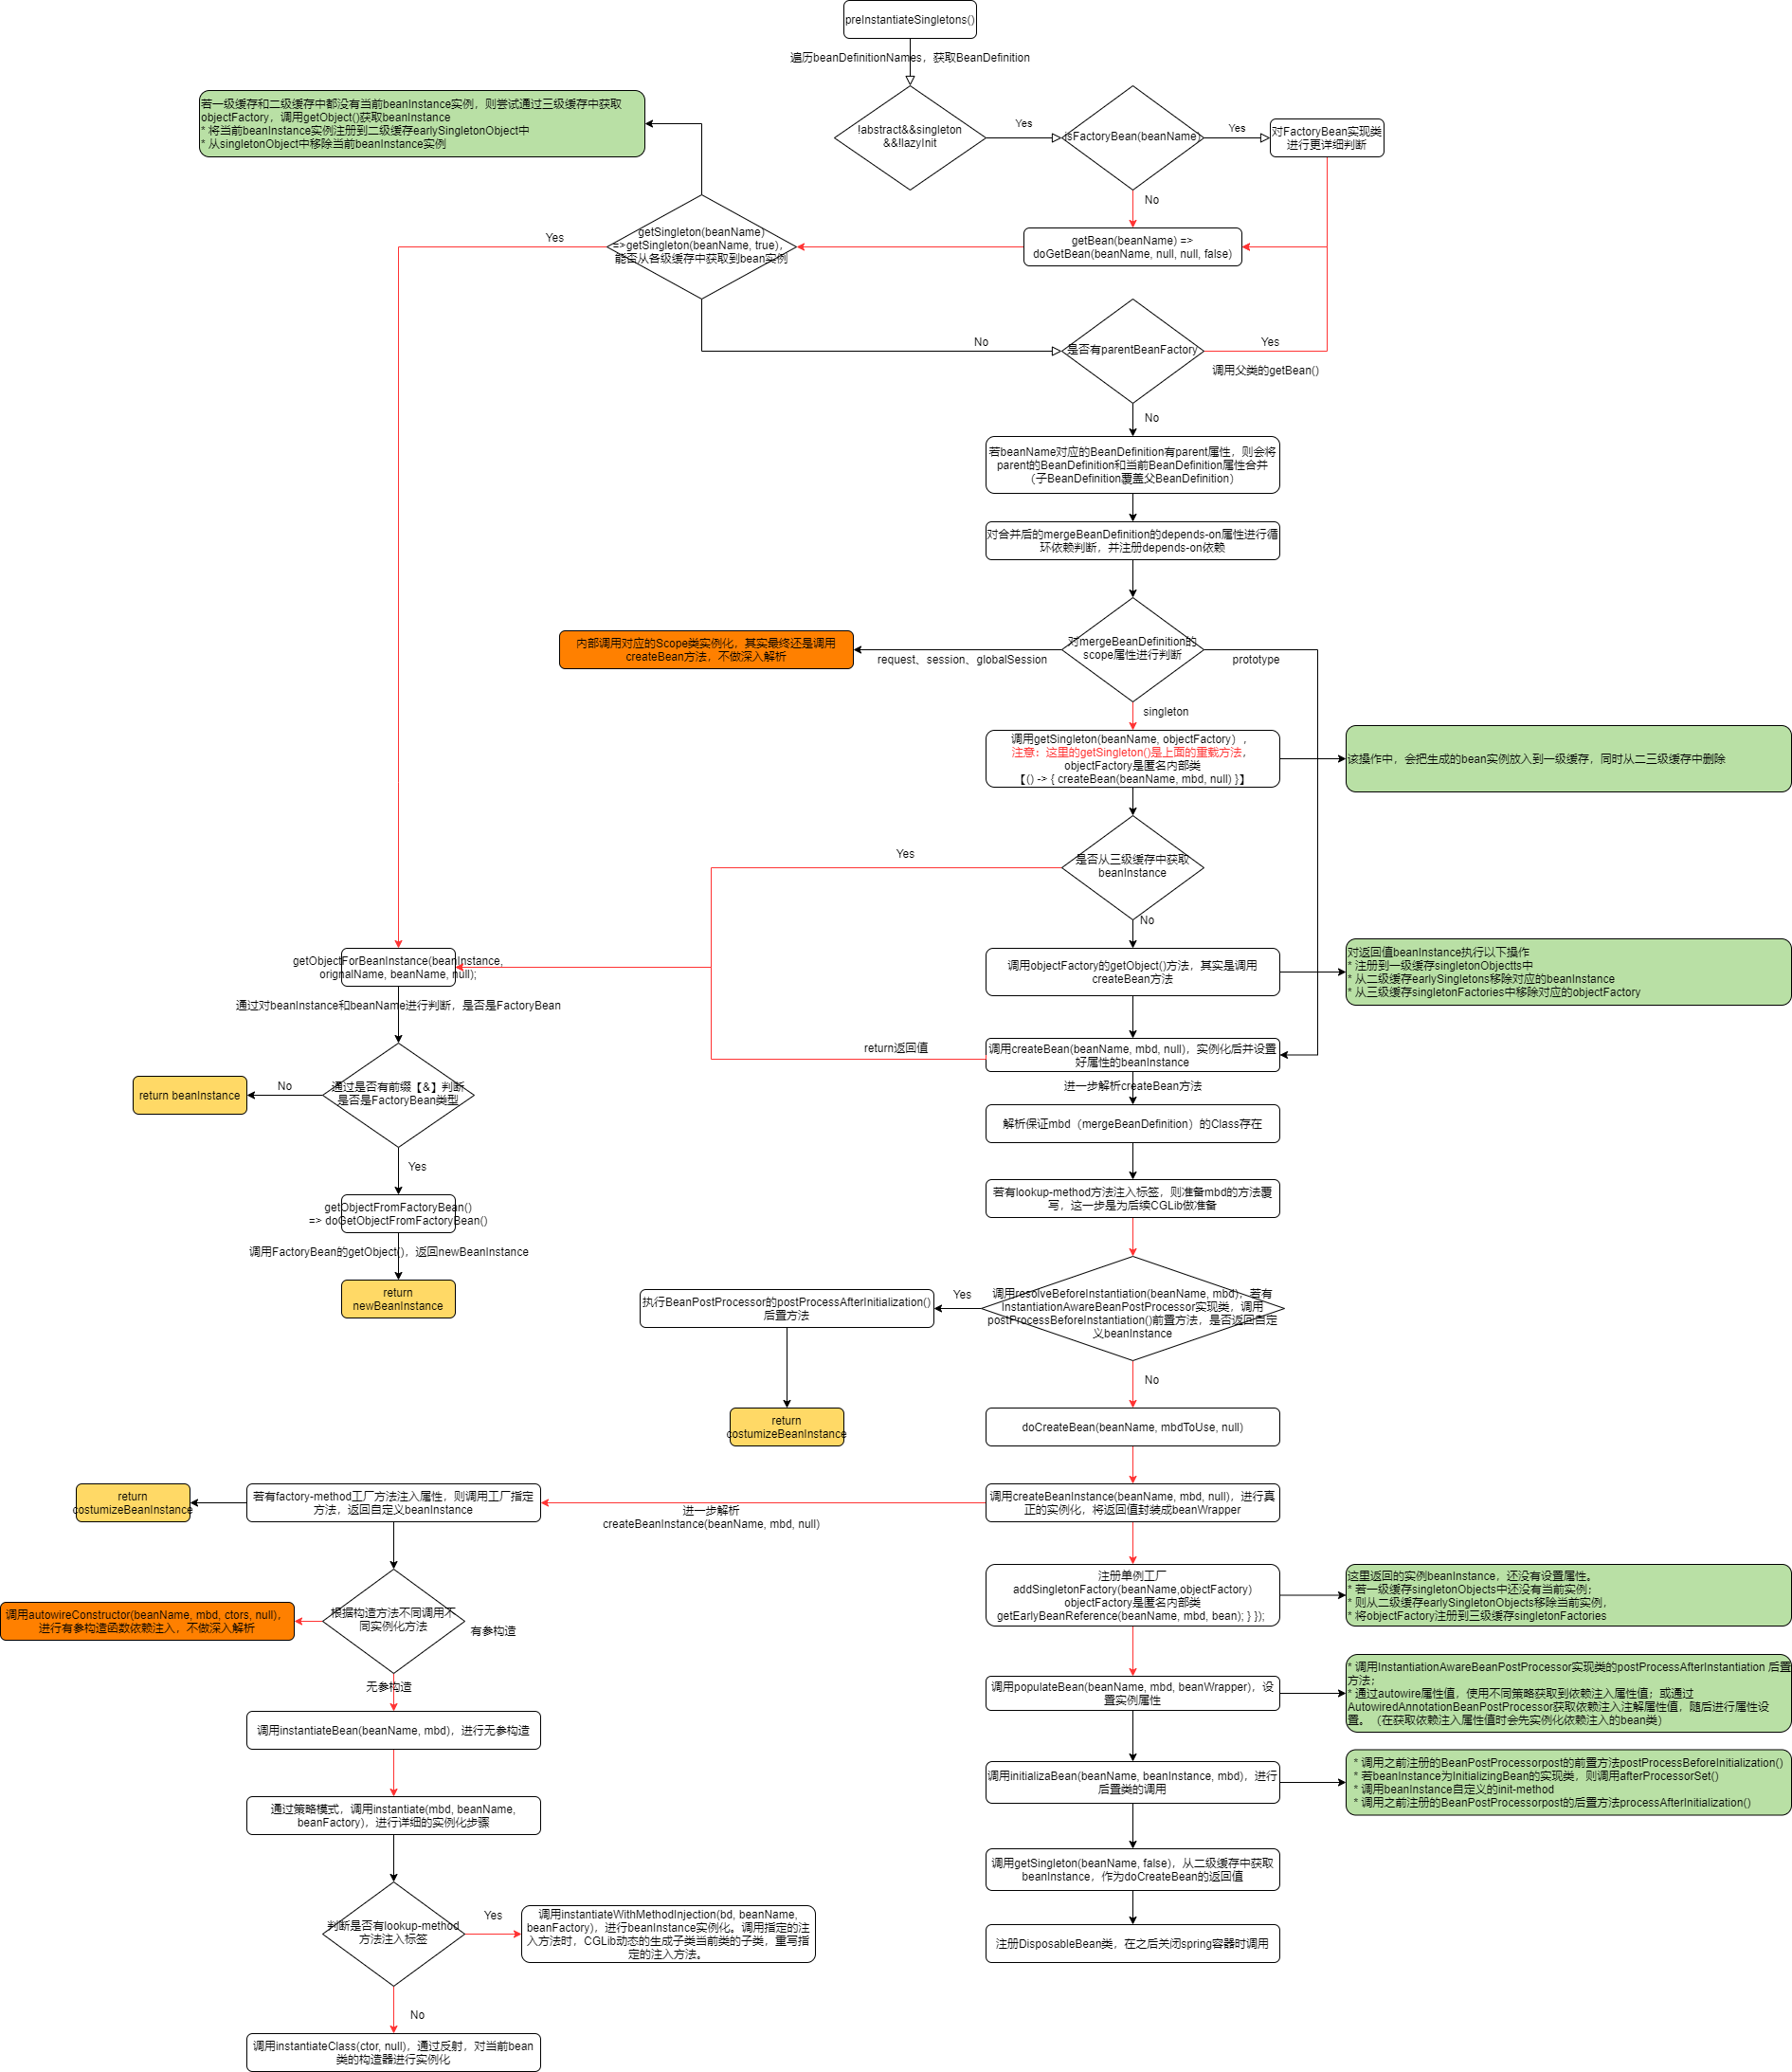 preInstantiateSingletons()
遍历beanDefinitionNames，获取BeanDefinition
若一级缓存和二级缓存中都没有当前beanInstance实例，则尝试通过三级缓存中获取
objectFactory，调用getObject()获取beanInstance
* 将当前beanInstance实例注册到二级缓存earlySingletonObject中
* 从singletonObject中移除当前beanInstance实例
!abstract&&singleton
&&!lazyInit
Yes
isFactoryBean(beanName)
Yes
对FactoryBean实现类
进行更详细判断
No
getSingleton(beanName)
=>getSingleton(beanName, true)，
能否从各级缓存中获取到bean实例
Yes
getBean(beanName) =>
doGetBean(beanName, null, null, false)
No
是否有parentBeanFactory
Yes
调用父类的getBean()
No
若beanName对应的BeanDefinition有parent属性，则会将
parent的BeanDefinition和当前BeanDefinition属性合并
（子BeanDefinition覆盖父BeanDefinition）
对合并后的mergeBeanDefinition的depends-on属性进行循
环依赖判断，并注册depends-on依赖
内部调用对应的Scope类实例化，其实最终还是调用
createBean方法，不做深入解析
request、session、globalSession
对mergeBeanDefinition的
scope属性进行判断
prototype
singleton
调用getSingleton(beanName, objectFactory），
注意：这里的getSingleton()是上面的重载方法，
objectFactory是匿名内部类
【() -> { createBean(beanName, mbd, null) }】
该操作中，会把生成的bean实例放入到一级缓存，同时从二三级缓存中删除
Yes
是否从三级缓存中获取
beanInstance
No
getObjectForBeanInstance(beanInstance,
orignalName, beanName, null);
调用objectFactory的getObject()方法，其实是调用
createBean方法
对返回值beanInstance执行以下操作
* 注册到一级缓存singletonObjectts中
* 从二级缓存earlySingletons移除对应的beanInstance
* 从三级缓存singletonFactories中移除对应的objectFactory
通过对beanInstance和beanName进行判断，是否是FactoryBean
return返回值
调用createBean(beanName, mbd, null)，实例化后并设置
好属性的beanInstance
进一步解析createBean方法
return beanInstance
No
通过是否有前缀【&】判断
是否是FactoryBean类型
解析保证mbd（mergeBeanDefinition）的Class存在
Yes
若有lookup-method方法注入标签，则准备mbd的方法覆
写，这一步是为后续CGLib做准备
getObjectFromFactoryBean()
=> doGetObjectFromFactoryBean()
调用FactoryBean的getObject()，返回newBeanInstance
return
newBeanInstance
执行BeanPostProcessor的postProcessAfterInitialization()
后置方法
Yes
调用resolveBeforeInstantiation(beanName, mbd)，若有
InstantiationAwareBeanPostProcessor实现类，调用
postProcessBeforeInstantiation()前置方法，是否返回自定
义beanInstance
No
return
costumizeBeanInstance
doCreateBean(beanName, mbdToUse, null)
return
costumizeBeanInstance
若有factory-method工厂方法注入属性，则调用工厂指定
方法，返回自定义beanInstance
进一步解析
createBeanInstance(beanName, mbd, null)
调用createBeanInstance(beanName, mbd, null)，进行真
正的实例化，将返回值封装成beanWrapper
注册单例工厂
addSingletonFactory(beanName,objectFactory)
objectFactory是匿名内部类
getEarlyBeanReference(beanName, mbd, bean); } });
这里返回的实例beanInstance，还没有设置属性。
* 若一级缓存singletonObjects中还没有当前实例；
* 则从二级缓存earlySingletonObjects移除当前实例，
* 将objectFactory注册到三级缓存singletonFactories
调用autowireConstructor(beanName, mbd, ctors, null)，
进行有参构造函数依赖注入，不做深入解析
根据构造方法不同调用不
同实例化方法
有参构造
无参构造
调用populateBean(beanName, mbd, beanWrapper)，设
置实例属性
* 调用InstantiationAwareBeanPostProcessor实现类的postProcessAfterInstantiation 后置
方法；
* 通过autowire属性值，使用不同策略获取到依赖注入属性值；或通过
AutowiredAnnotationBeanPostProcessor获取依赖注入注解属性值，随后进行属性设
置。（在获取依赖注入属性值时会先实例化依赖注入的bean类）
调用instantiateBean(beanName, mbd)，进行无参构造
调用initializaBean(beanName, beanInstance, mbd)，进行
后置类的调用
* 调用之前注册的BeanPostProcessorpost的前置方法postProcessBeforeInitialization()
* 若beanInstance为InitializingBean的实现类，则调用afterProcessorSet()
* 调用beanInstance自定义的init-method
* 调用之前注册的BeanPostProcessorpost的后置方法processAfterInitialization()
通过策略模式，调用instantiate(mbd, beanName,
beanFactory)，进行详细的实例化步骤
调用getSingleton(beanName, false)，从二级缓存中获取
beanInstance，作为doCreateBean的返回值
判断是否有lookup-method
方法注入标签
Yes
调用instantiateWithMethodInjection(bd, beanName,
beanFactory)，进行beanInstance实例化。调用指定的注
入方法时，CGLib动态的生成子类当前类的子类，重写指
定的注入方法。
注册DisposableBean类，在之后关闭spring容器时调用
No
调用instantiateClass(ctor, null)，通过反射，对当前bean
类的构造器进行实例化